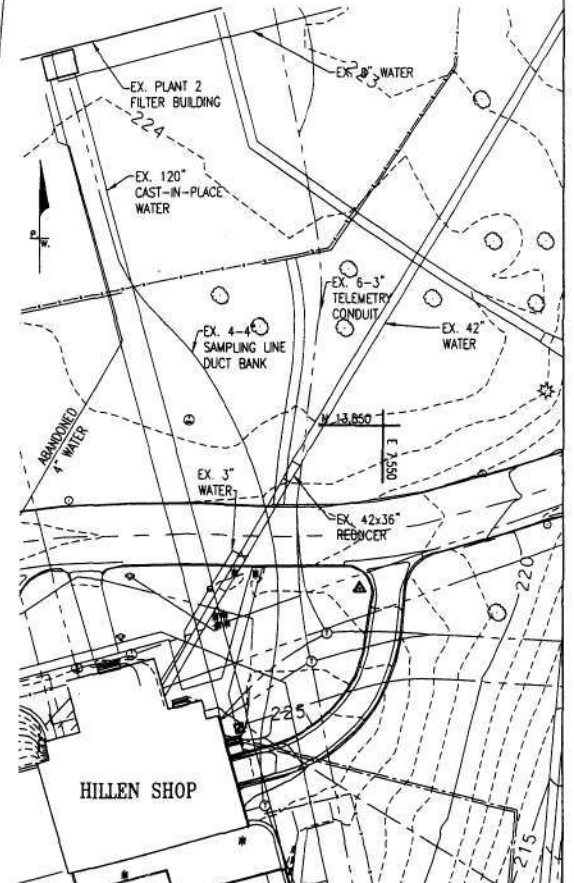 EX. 8" WATER
223
EX. PLANT 2
FILTER BUILDING
224
EX. 120"
CAST-IN-PLACE
WATER
P
W.
EX. 6-3"
TELEMETRY
CONDUIT
EX. 42"
WATER
EX. 4-4"
SAMPLING LINE
DUCT BANK
ABANDONED
4" WATER
N 13,850
E 7,550
EX. 3"
WATER
EX. 42x36"
REDUCER
220
225
HILLEN SHOP
215